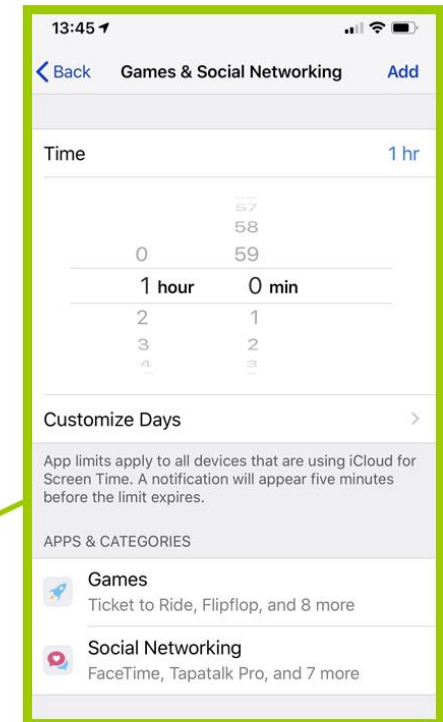 13:45
Back Games & Social Networking Add
Time 1 hr
57
58
0 59
1 hour 0 min
2 1
3 2
4 3
Customize Days
App limits apply to all devices that are using iCloud for
Screen Time. A notification will appear five minutes
before the limit expires.
APPS & CATEGORIES
Games
Ticket to Ride, Flipflop, and 8 more
Social Networking
FaceTime, Tapatalk Pro, and 7 more